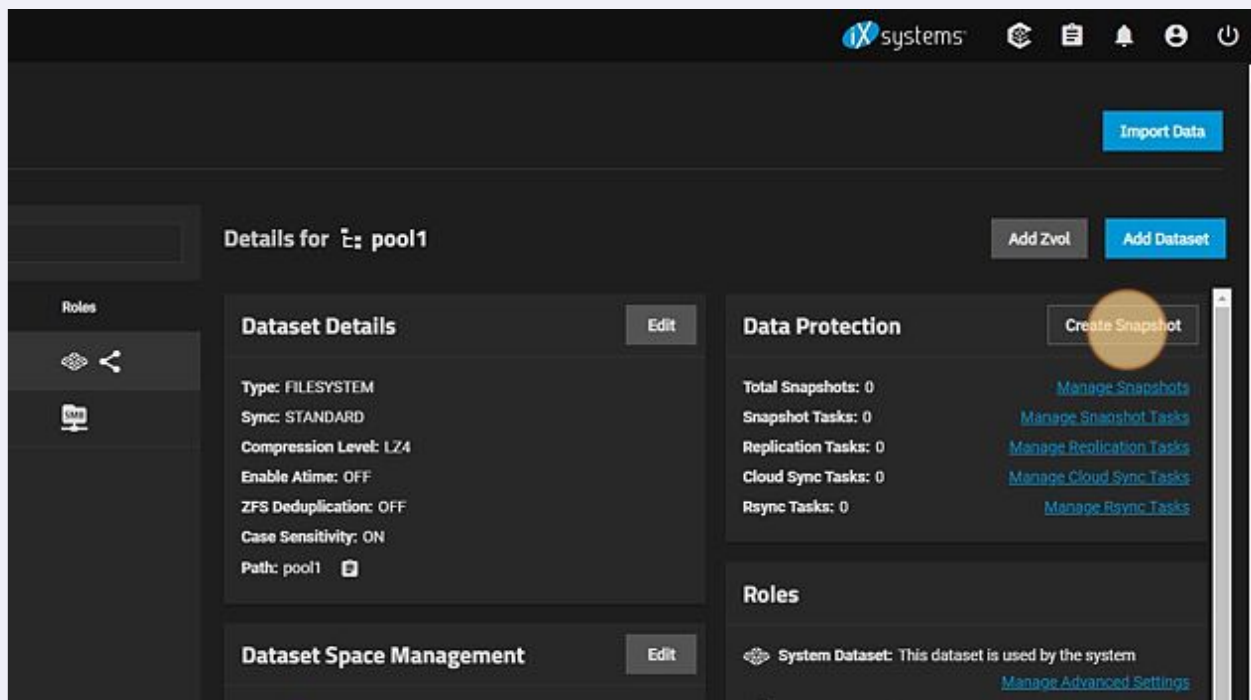 iX systems
Import Data
Details for pool1
Add Zvol
Add Dataset
Roles
Dataset Details
Edit
Type: FILESYSTEM
Sync: STANDARD
Compression Level: LZ4
Enable Atime: OFF
ZFS Deduplication: OFF
Case Sensitivity: ON
Path: pool1
Dataset Space Management
Edit
Data Protection
Create Snapshot
Total Snapshots: 0
Manage Snapshots
Snapshot Tasks: 0
Manage Snapshot Tasks
Replication Tasks: 0
Manage Replication Tasks
Cloud Sync Tasks: 0
Manage Cloud Sync Tasks
Rsync Tasks: 0
Manage Rsync Tasks
Roles
System Dataset: This dataset is used by the system
Manage Advanced Settings
SMB